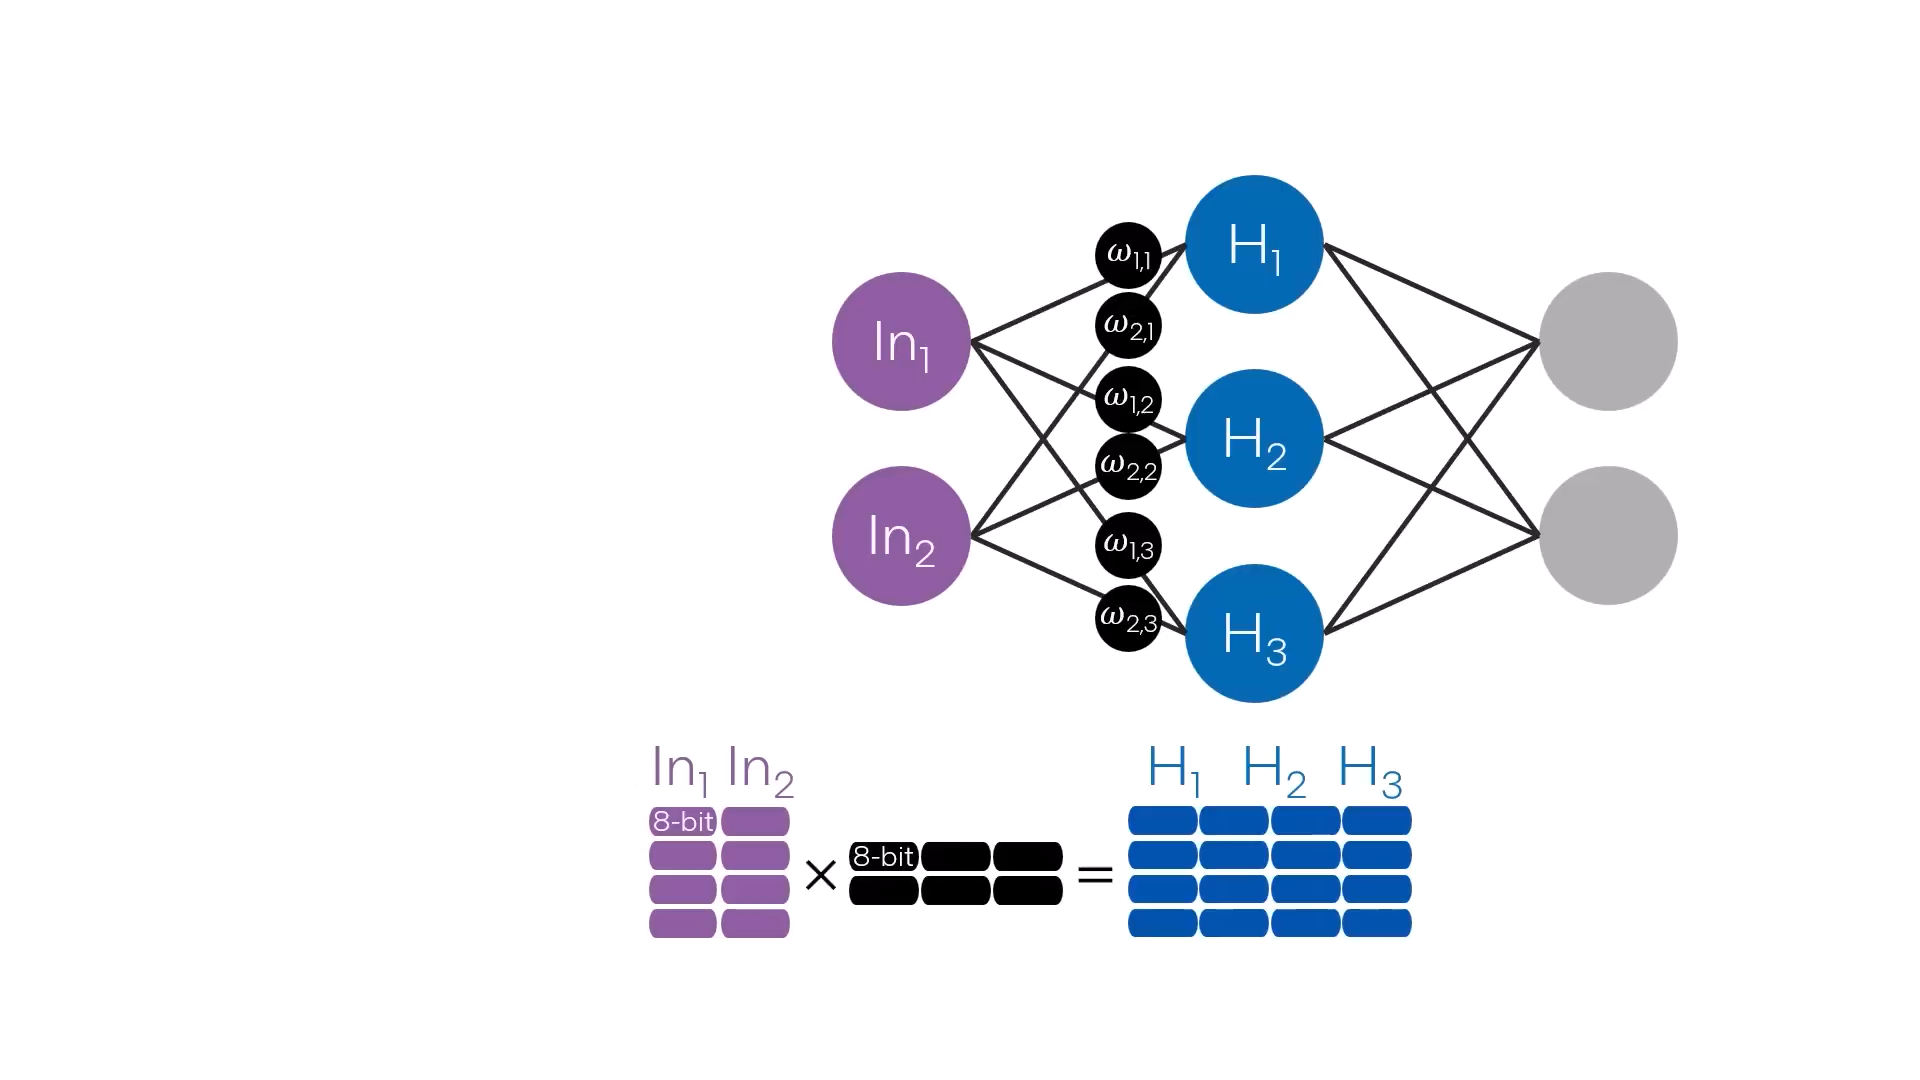 H₁
ω₁,₁
In₁
ω₂,₁
ω₁,₂
H₂
ω₂,₂
In₂
ω₁,₃
ω₂,₃
H₃
In₁ In₂
H₁ H₂ H₃
8-bit
× 8-bit =